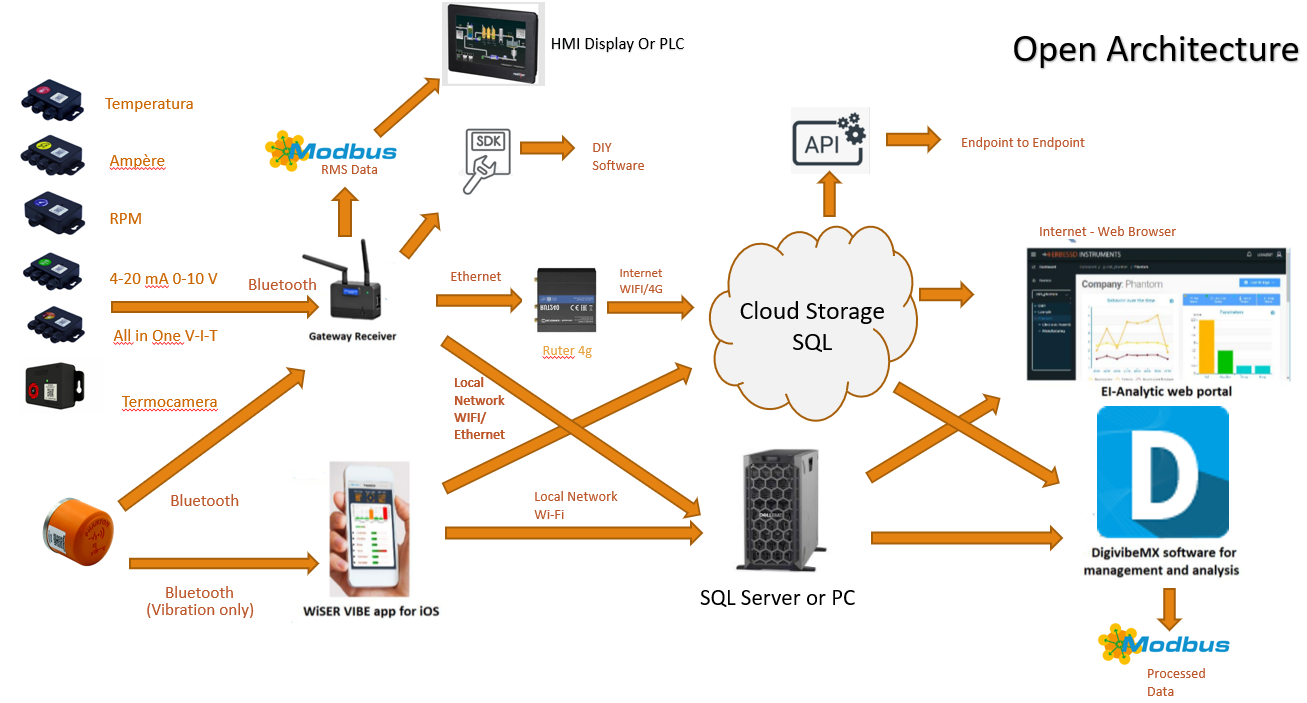 Open Architecture
HMI Display Or PLC
Temperatura
Ampère
RPM
4-20 mA 0-10 V
All in One V-I-T
Termocamera
Modbus
RMS Data
SDK
DIY
Software
API
Endpoint to Endpoint
Bluetooth
Gateway Receiver
Ethernet
Ruter 4g
Internet
WIFI/4G
Cloud Storage
SQL
Internet - Web Browser
ERBESSD INSTRUMENTS
Company: Phantom
EI-Analytic web portal
Local
Network
WIFI/
Ethernet
Bluetooth
Bluetooth
(Vibration only)
WiSER VIBE app for iOS
Local Network
Wi-Fi
SQL Server or PC
D
DigivibeMX software for
management and analysis
Modbus
Processed
Data